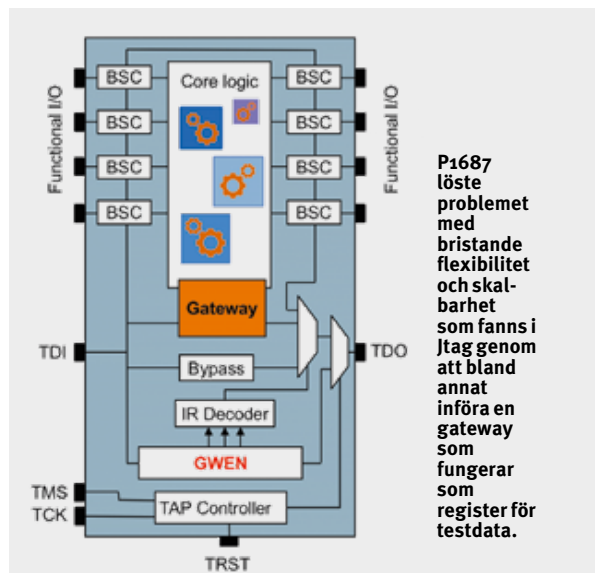 BSC
Core logic
BSC
BSC
BSC
BSC
BSC
BSC
BSC
Functional I/O
Functional I/O
Gateway
TDI
TDO
Bypass
IR Decoder
GWEN
TMS
TCK
TAP Controller
TRST
P1687
löste
problemet
med
bristande
flexibilitet
och skal-
barhet
som fanns i
Jtag genom
att bland
annat
införa en
gateway
som
fungerar
som
register för
testdata.